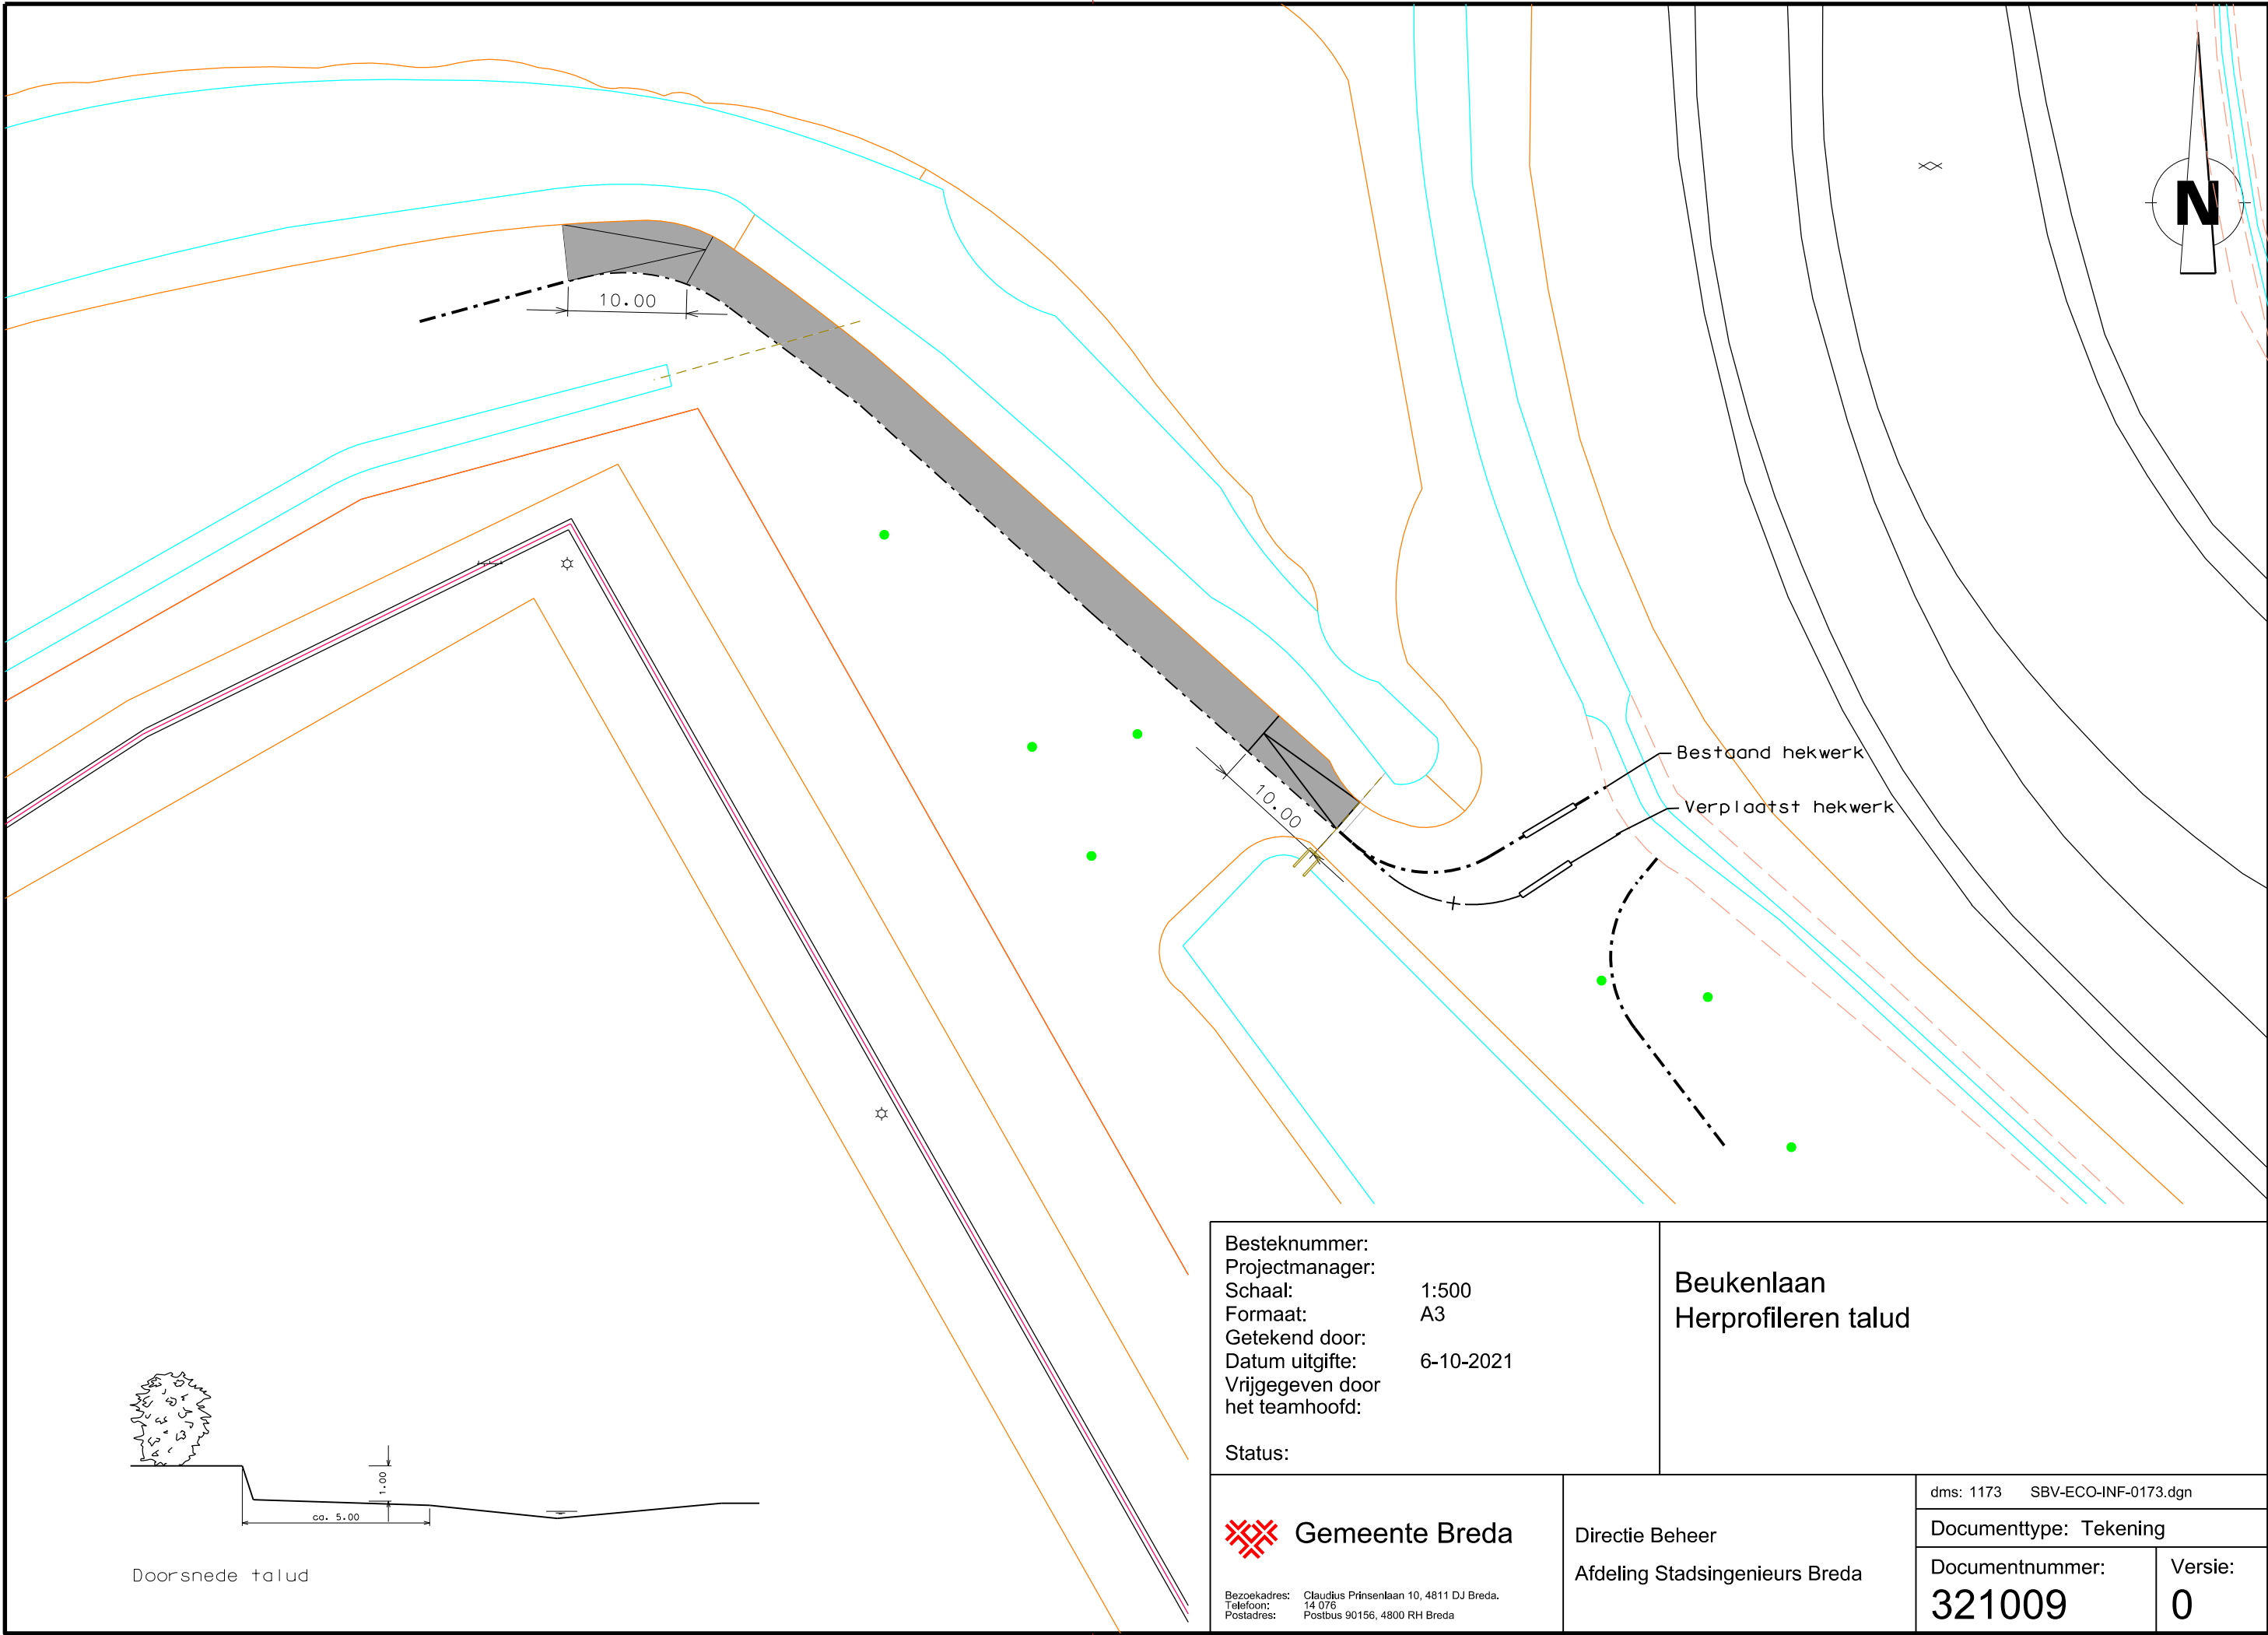 N
10.00
10.00
Bestaand hekwerk
Verplaatst hekwerk
1.00
ca. 5.00
Doorsnede talud
Besteknummer:
Projectmanager:
Schaal: 1:500
Formaat: A3
Getekend door:
Datum uitgifte: 6-10-2021
Vrijgegeven door
het teamhoofd:
Status:
Beukenlaan
Herprofileren talud
Gemeente Breda
Bezoekadres: Claudius Prinsenlaan 10, 4811 DJ Breda.
Telefoon: 14 076
Postadres: Postbus 90156, 4800 RH Breda
Directie Beheer
Afdeling Stadsingenieurs Breda
dms: 1173 SBV-ECO-INF-0173.dgn
Documenttype: Tekening
Documentnummer:
321009
Versie:
0